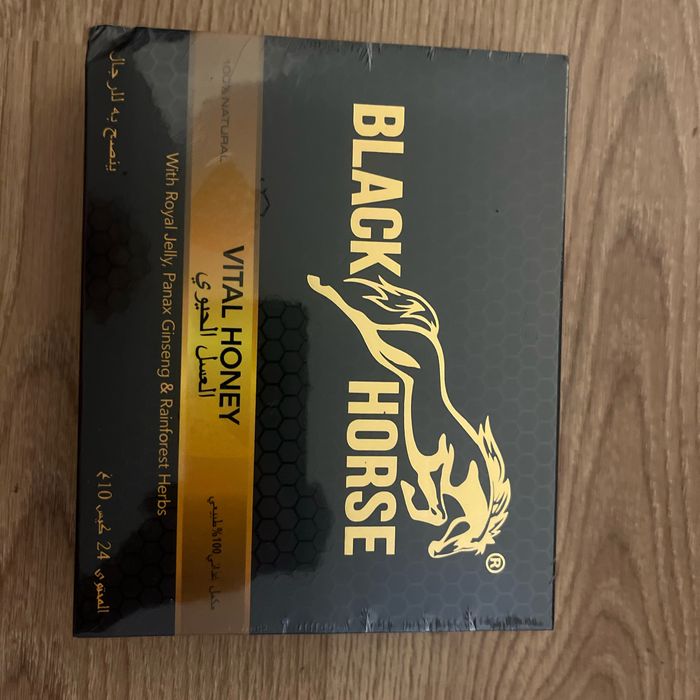 BLACK HORSE®
100% NATURAL
VITAL HONEY
العسل الحيوي
مكمل غذائي 100% طبيعي
With Royal Jelly, Panax Ginseng & Rainforest Herbs
ينصح به للرجال
المحتوى 24 كيس 10 غ